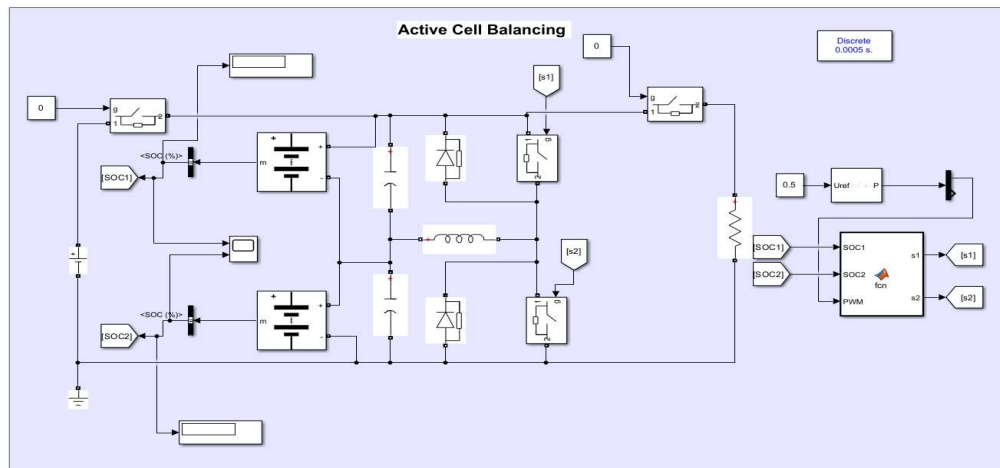 Active Cell Balancing
Discrete
0.0005 s.
0
[s1]
0
g
1
2
g
1
2
<SOC (%)>
[SOC1]
m
+
+
-
+
1
g
2
+
+
0.5
Uref
P
[SOC1]
[SOC2]
SOC1
SOC2
PWM
fcn
s1
s2
[s1]
[s2]
+
[s2]
<SOC (%)>
[SOC2]
m
+
+
-
+
1
g
2